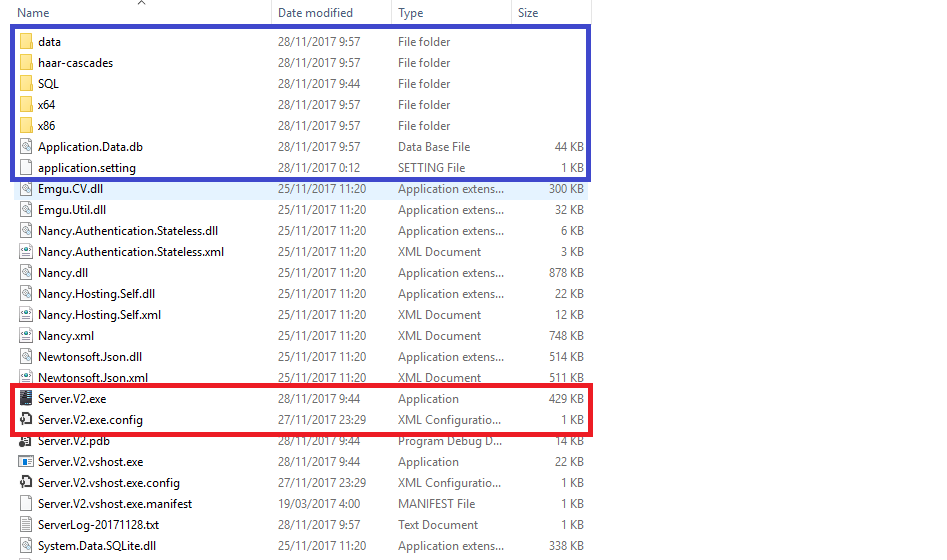 Name Date modified Type Size
data 28/11/2017 9:57 File folder
haar-cascades 28/11/2017 9:57 File folder
SQL 28/11/2017 9:44 File folder
x64 28/11/2017 9:57 File folder
x86 28/11/2017 9:57 File folder
Application.Data.db 28/11/2017 9:57 Data Base File 44 KB
application.setting 28/11/2017 0:12 SETTING File 1 KB
Emgu.CV.dll 25/11/2017 11:20 Application extens... 300 KB
Emgu.Util.dll 25/11/2017 11:20 Application extens... 32 KB
Nancy.Authentication.Stateless.dll 25/11/2017 11:20 Application extens... 6 KB
Nancy.Authentication.Stateless.xml 25/11/2017 11:20 XML Document 3 KB
Nancy.dll 25/11/2017 11:20 Application extens... 878 KB
Nancy.Hosting.Self.dll 25/11/2017 11:20 Application extens... 22 KB
Nancy.Hosting.Self.xml 25/11/2017 11:20 XML Document 12 KB
Nancy.xml 25/11/2017 11:20 XML Document 748 KB
Newtonsoft.Json.dll 25/11/2017 11:20 Application extens... 514 KB
Newtonsoft.Json.xml 25/11/2017 11:20 XML Document 511 KB
Server.V2.exe 28/11/2017 9:44 Application 429 KB
Server.V2.exe.config 27/11/2017 23:29 XML Configuratio... 1 KB
Server.V2.pdb 28/11/2017 9:44 Program Debug D... 14 KB
Server.V2.vshost.exe 28/11/2017 9:44 Application 22 KB
Server.V2.vshost.exe.config 27/11/2017 23:29 XML Configuratio... 1 KB
Server.V2.vshost.exe.manifest 19/03/2017 4:00 MANIFEST File 1 KB
ServerLog-20171128.txt 28/11/2017 9:57 Text Document 1 KB
System.Data.SQLite.dll 25/11/2017 11:20 Application extens... 338 KB